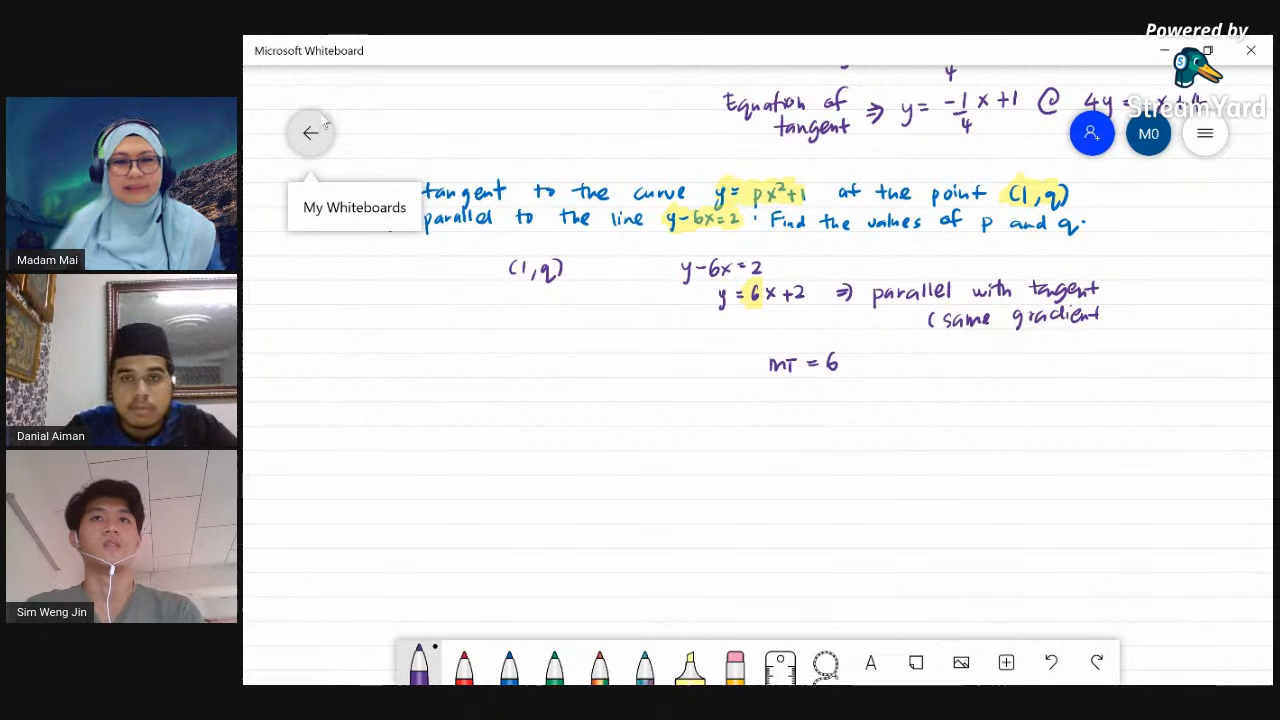 Powered by
StreamYard
Microsoft Whiteboard
4
Equation of tangent ⇒ y = -1/4 x + 1 @ 4y =
M0
My Whiteboards
tangent to the curve y = px²+1 at the point (1, q)
parallel to the line y-6x=2 . Find the values of p and q.
(1, q)
y-6x = 2
y = 6x+2 ⇒ parallel with tangent
(same gradient
mT = 6
Madam Mai
Danial Aiman
Sim Weng Jin
A